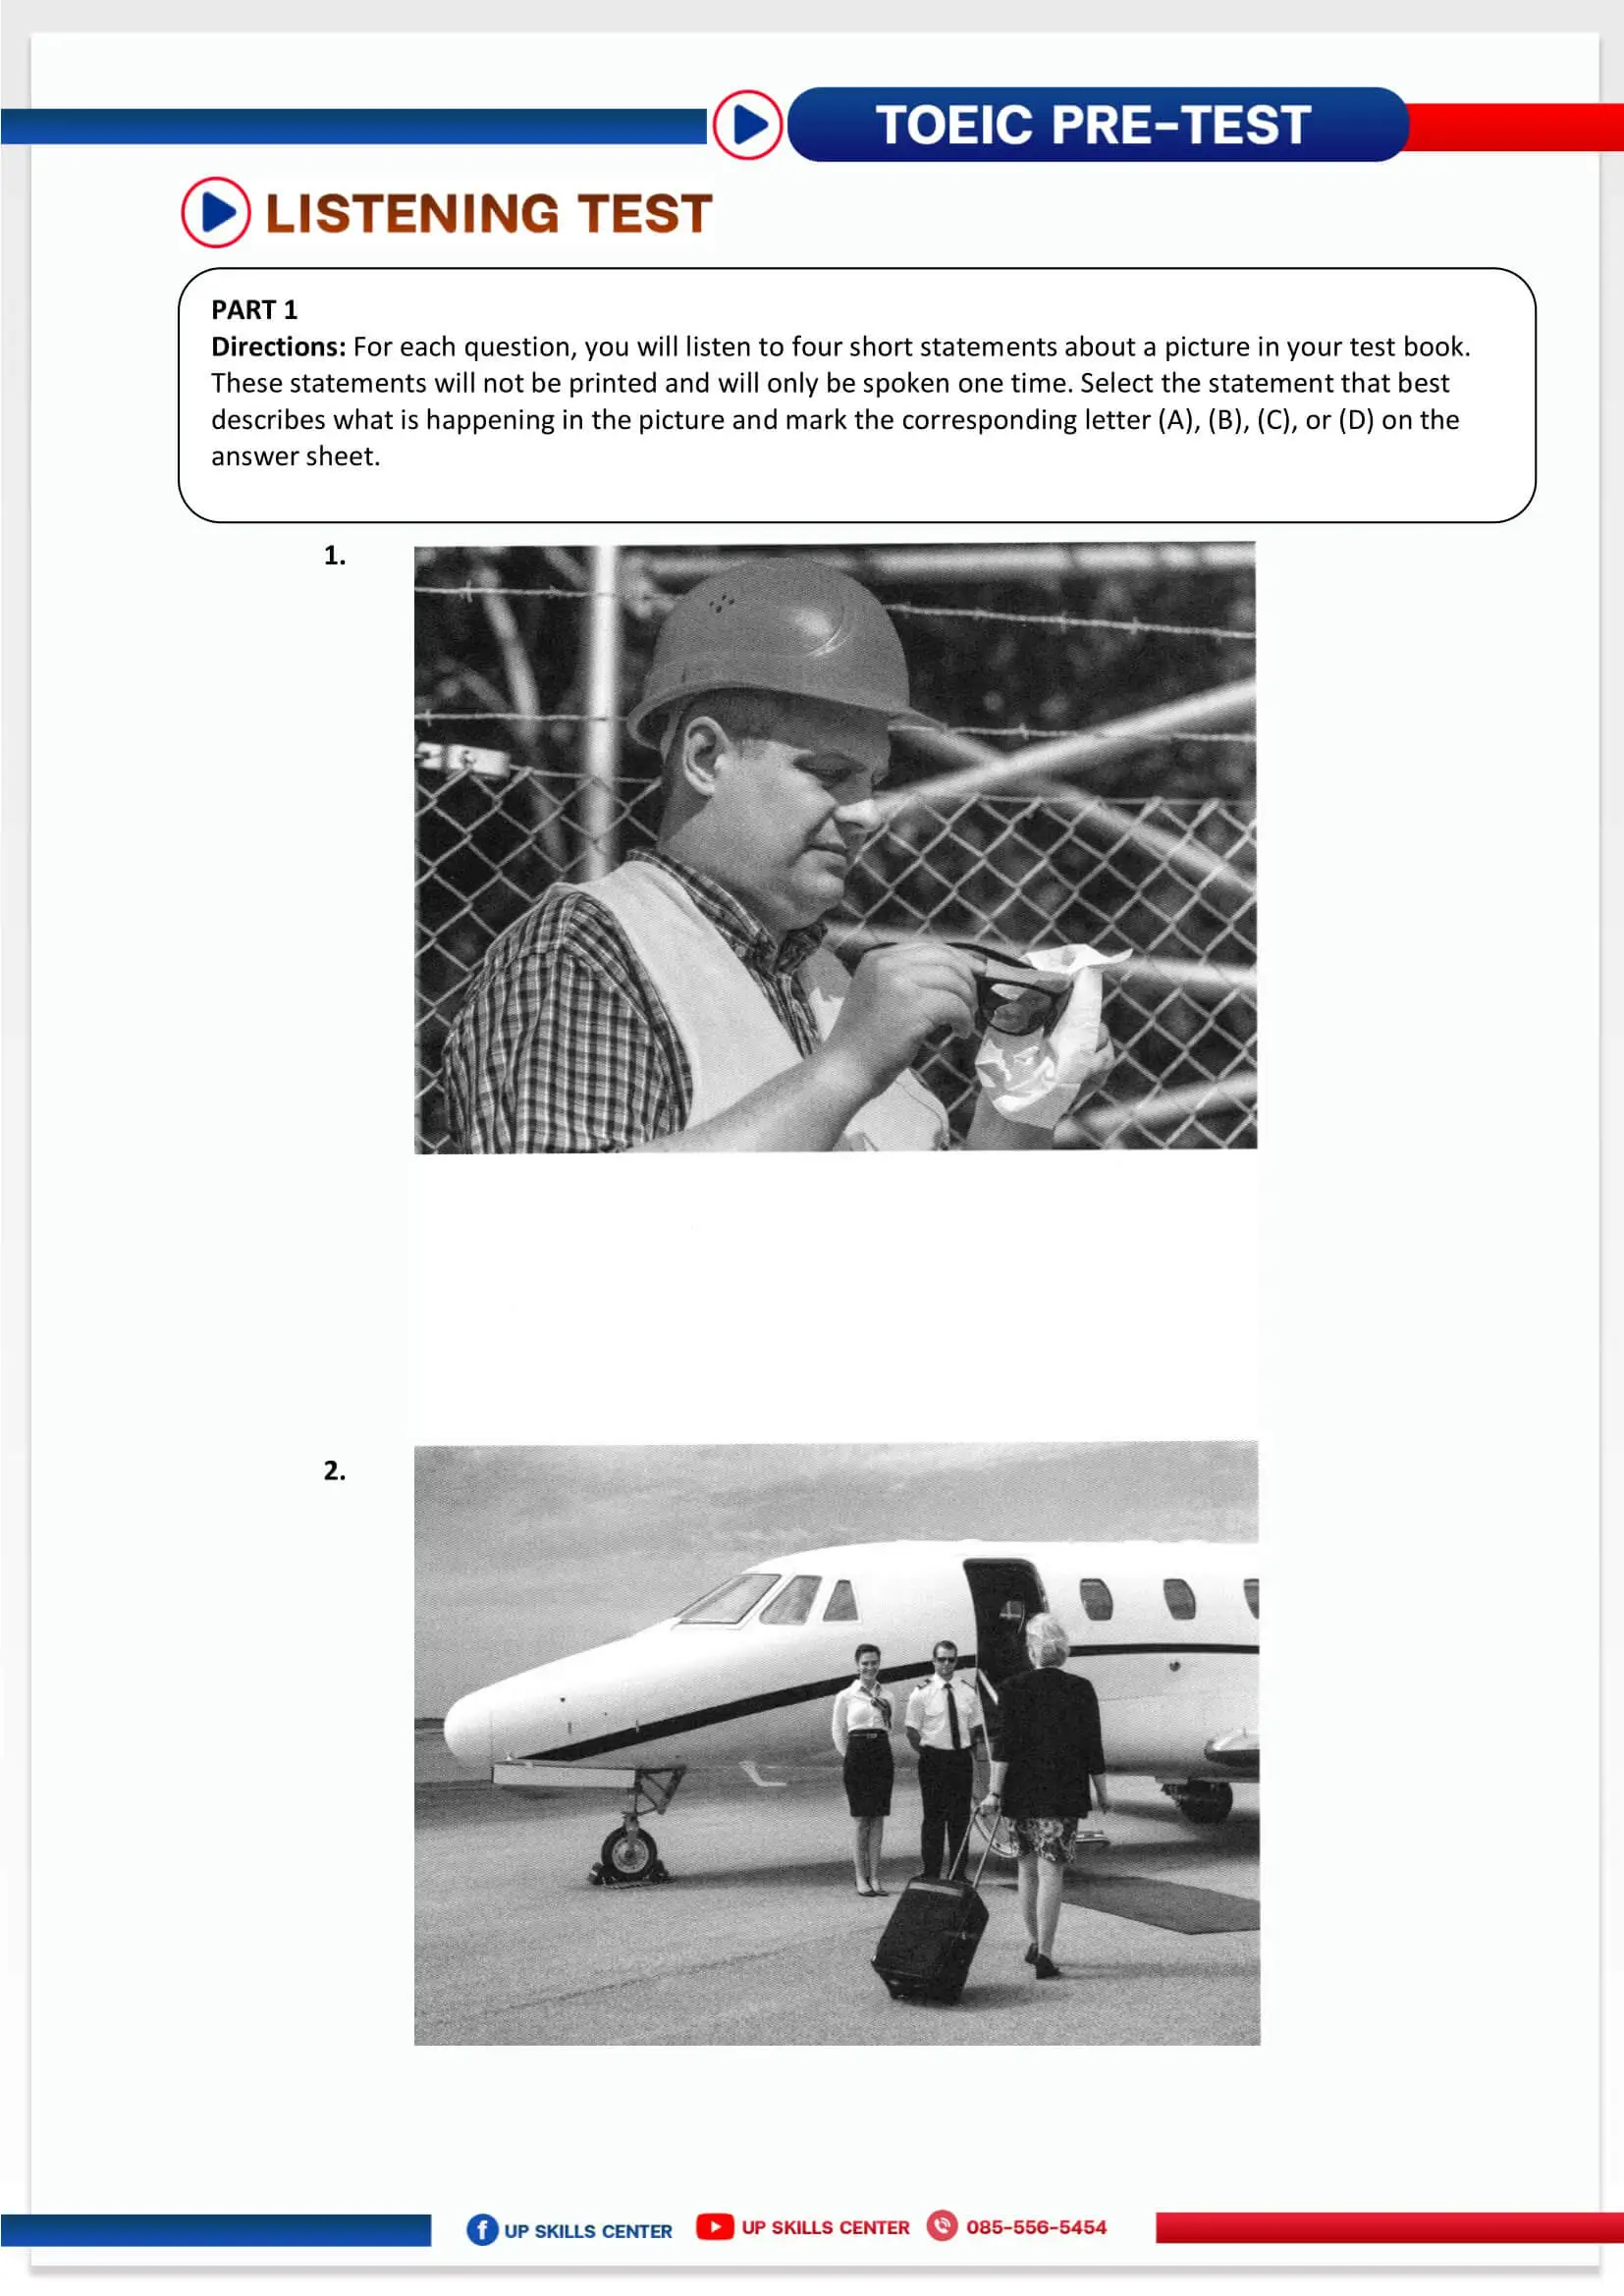 TOEIC PRE-TEST
LISTENING TEST
PART 1
Directions: For each question, you will listen to four short statements about a picture in your test book.
These statements will not be printed and will only be spoken one time. Select the statement that best
describes what is happening in the picture and mark the corresponding letter (A), (B), (C), or (D) on the
answer sheet.
1.
2.
UP SKILLS CENTER UP SKILLS CENTER 085-556-5454